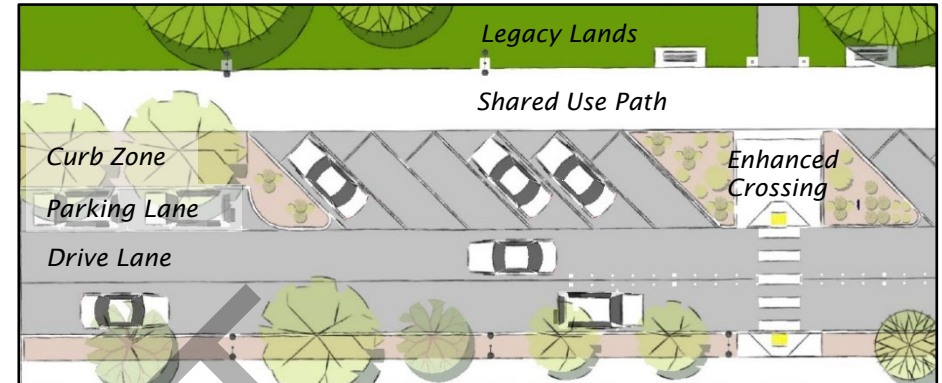 Legacy Lands
Shared Use Path
Curb Zone
Enhanced
Crossing
Parking Lane
Drive Lane